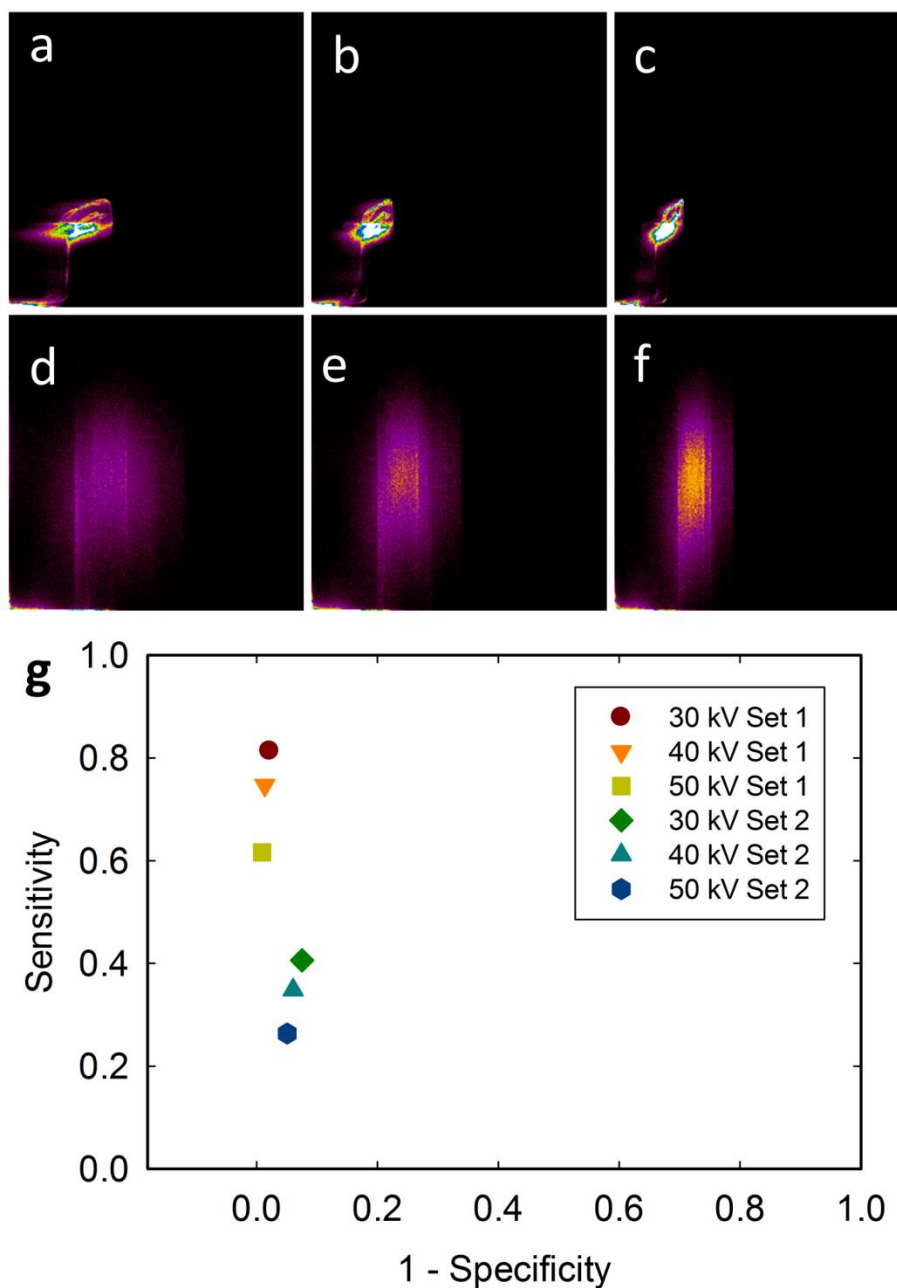 a
b
c
d
e
f
g
1.0
0.8
0.6
0.4
0.2
0.0
Sensitivity
30 kV Set 1
40 kV Set 1
50 kV Set 1
30 kV Set 2
40 kV Set 2
50 kV Set 2
0.0 0.2 0.4 0.6 0.8 1.0
1 - Specificity